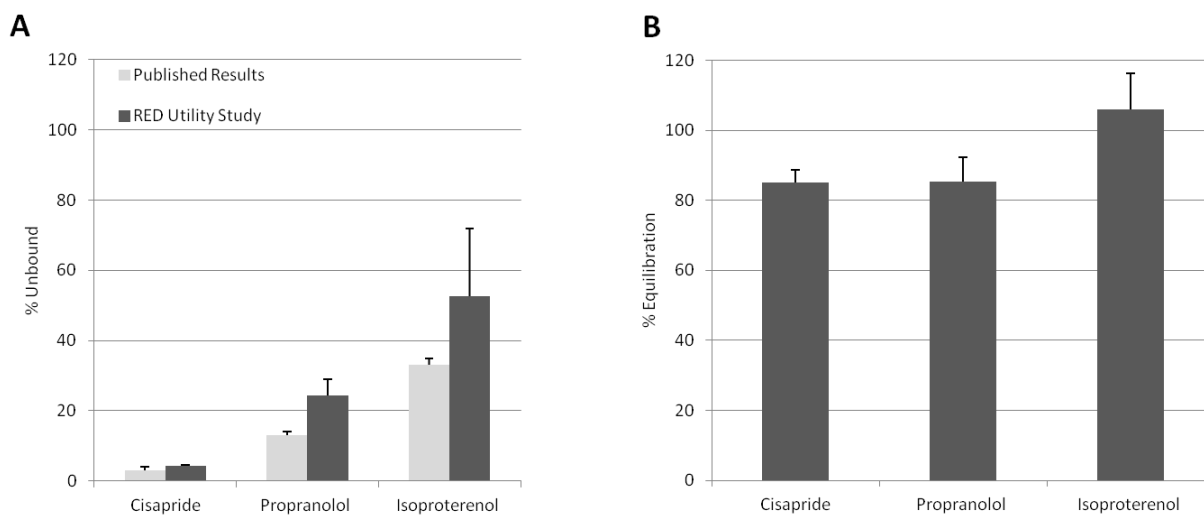 A
120
100
80
60
40
20
0
% Unbound
Published Results
RED Utility Study
Cisapride Propranolol Isoproterenol
B
120
100
80
60
40
20
0
% Equilibration
Cisapride Propranolol Isoproterenol